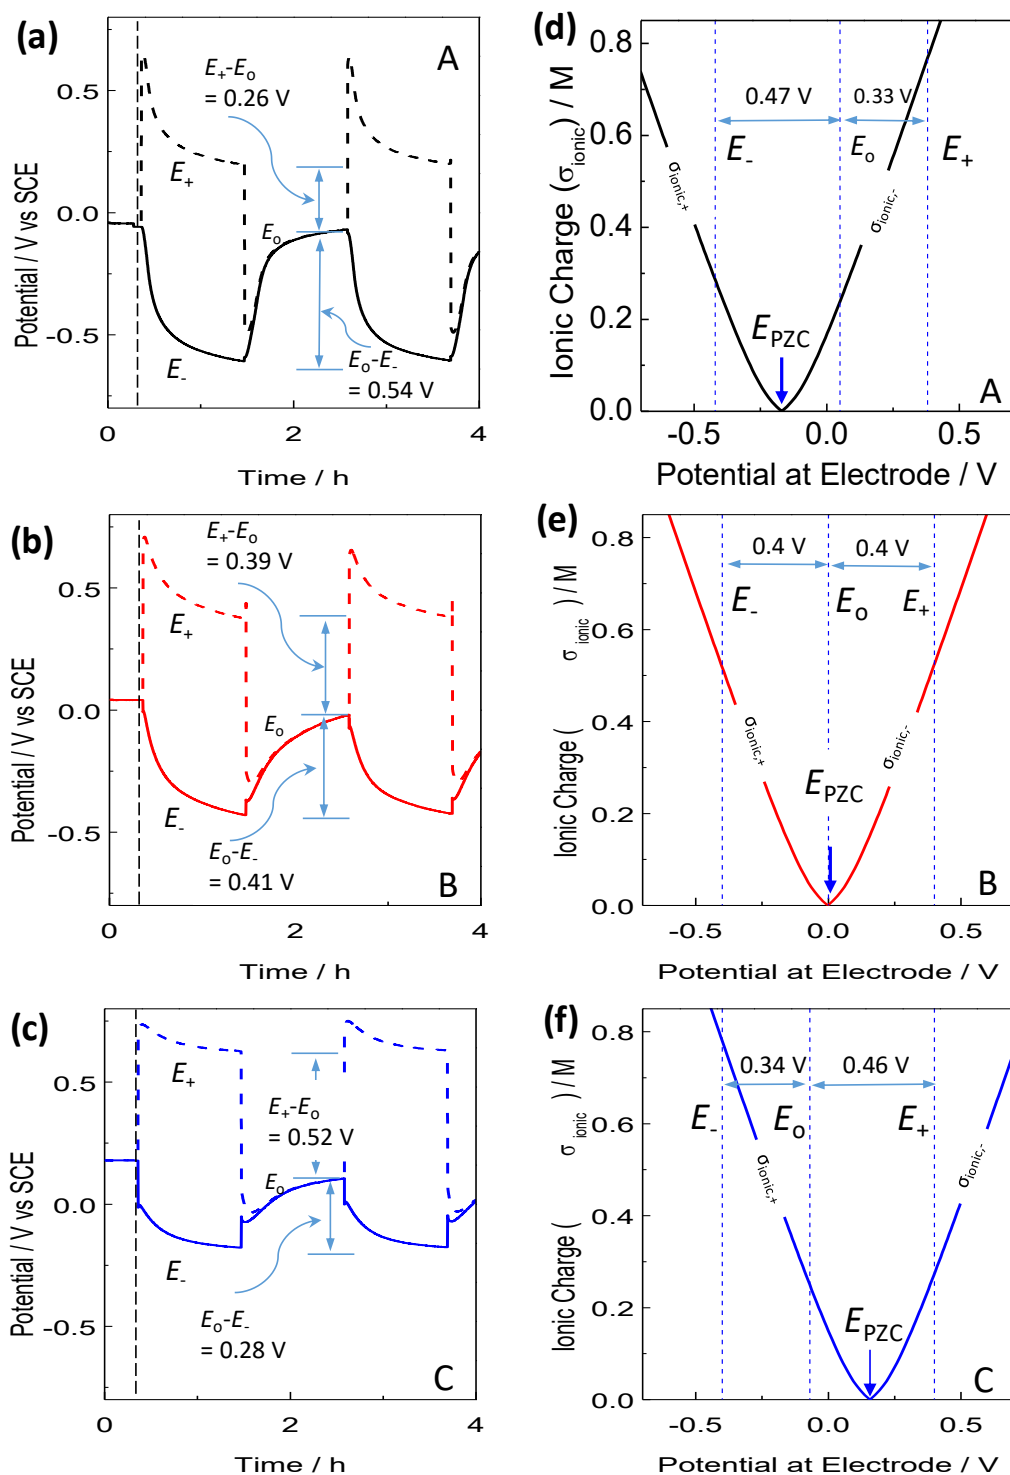 (a)
A
E₊-Eₒ
= 0.26 V
0.5
E₊
0.0
Eₒ
-0.5
E₋
Eₒ-E₋
= 0.54 V
0
2
4
Time / h
Potential / V vs SCE
(d)
0.8
0.47 V
0.33 V
E₋
Eₒ
E₊
0.6
σionic,+
σionic,-
0.4
0.2
E_PZC
A
0.0
-0.5
0.0
0.5
Potential at Electrode / V
Ionic Charge (σionic) / M
(b)
E₊-Eₒ
= 0.39 V
0.5
E₊
Eₒ
0.0
E₋
-0.5
Eₒ-E₋
= 0.41 V
B
0
2
4
Time / h
Potential / V vs SCE
(e)
0.8
0.4 V
0.4 V
E₋
Eₒ
E₊
0.6
0.4
σionic,+
σionic,-
E_PZC
0.2
B
0.0
-0.5
0.0
0.5
Potential at Electrode / V
Ionic Charge ( σionic ) / M
(c)
E₊
0.5
E₊-Eₒ
= 0.52 V
Eₒ
0.0
E₋
-0.5
Eₒ-E₋
= 0.28 V
C
0
2
4
Time / h
Potential / V vs SCE
(f)
0.8
0.34 V
0.46 V
E₋
Eₒ
E₊
0.6
σionic,+
σionic,-
0.4
0.2
E_PZC
C
0.0
-0.5
0.0
0.5
Potential at Electrode / V
Ionic Charge ( σionic ) / M